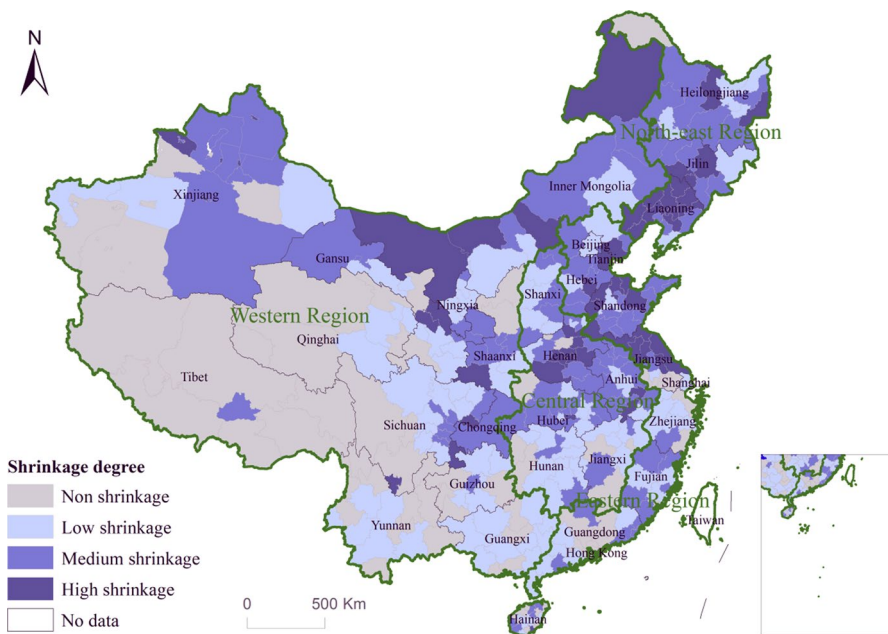 N
Heilongjiang
North-east Region
Jilin
Inner Mongolia
Xinjiang
Liaoning
Beijing
Tianjin
Gansu
Hebei
Shanxi
Ningxia
Shandong
Western Region
Qinghai
Shaanxi
Henan
Jiangsu
Tibet
Anhui
Shanghai
Central Region
Sichuan
Chongqing
Hubei
Zhejiang
Hunan
Jiangxi
Shrinkage degree
Guizhou
Fujian
Non shrinkage
Eastern Region
Low shrinkage
Yunnan
Guangxi
Guangdong
Taiwan
Hong Kong
Medium shrinkage
High shrinkage
0 500 Km
No data
Hainan